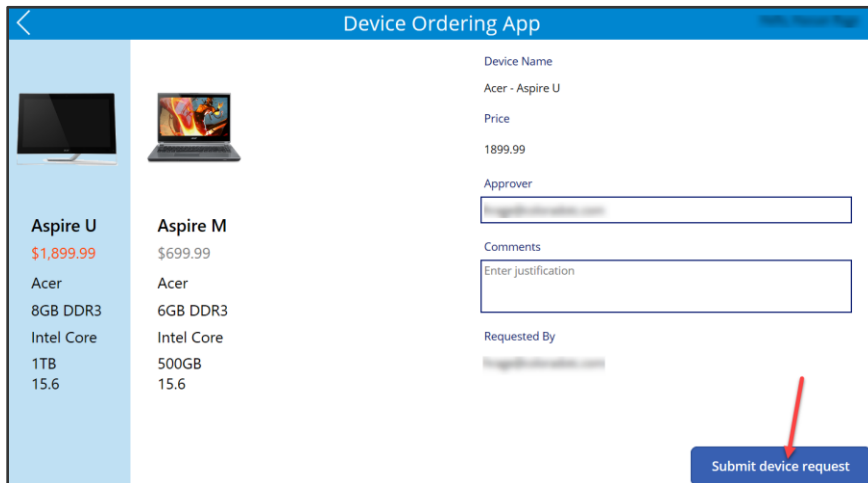 Device Ordering App
Aspire U
$1,899.99
Acer
8GB DDR3
Intel Core
1TB
15.6
Aspire M
$699.99
Acer
6GB DDR3
Intel Core
500GB
15.6
Device Name
Acer - Aspire U
Price
1899.99
Approver
Comments
Enter justification
Requested By
Submit device request